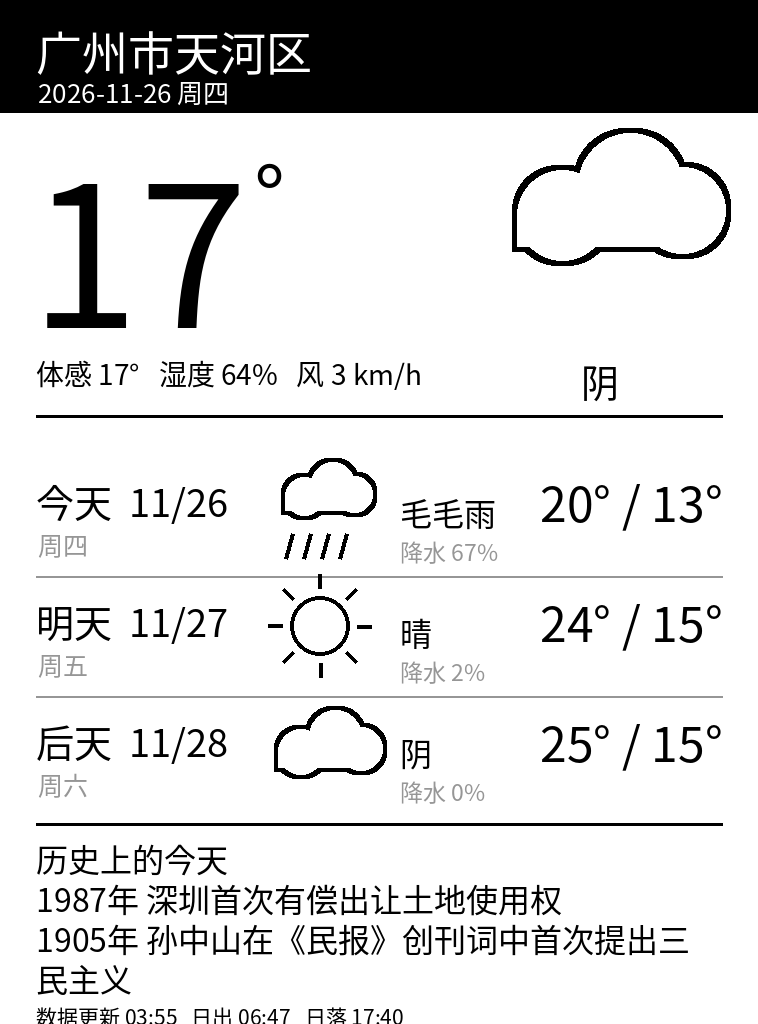 广州市天河区
2026-11-26 周四
17°
体感 17° 湿度 64% 风 3 km/h
阴
今天 11/26 毛毛雨 20° / 13°
周四 降水 67%
明天 11/27 晴 24° / 15°
周五 降水 2%
后天 11/28 阴 25° / 15°
周六 降水 0%
历史上的今天
1987年 深圳首次有偿出让土地使用权
1905年 孙中山在《民报》创刊词中首次提出三
民主义
数据更新 03:55 日出 06:47 日落 17:40